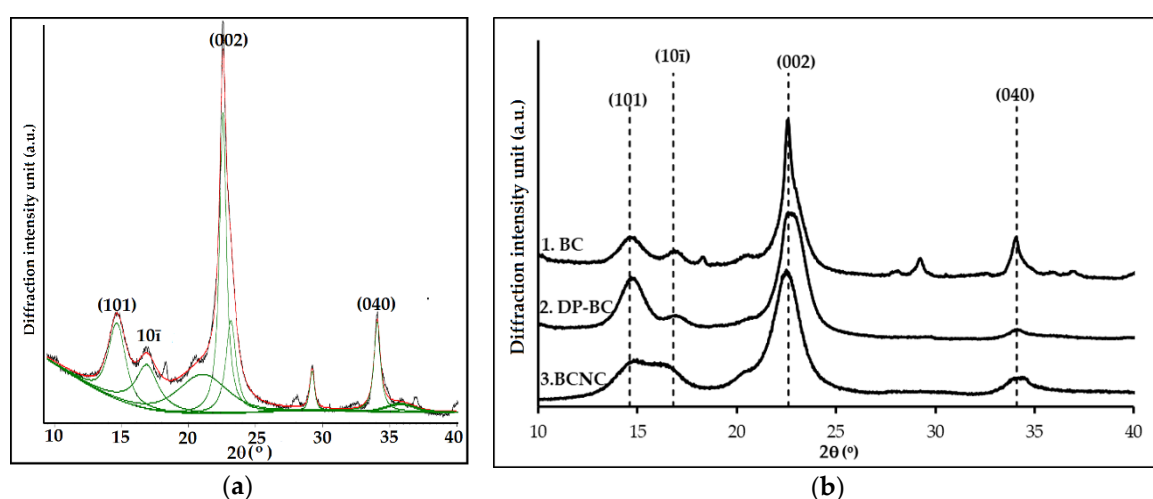 (a)
(002)
(101)
10ī
(040)
Diffraction intensity unit (a.u.)
10 15 20 25 30 35 40
2θ (º)
(a)
(b)
(10ī)
(002)
(101)
(040)
Diffraction intensity unit (a.u.)
1. BC
2. DP-BC
3.BCNC
10 15 20 25 30 35 40
2θ (º)
(b)